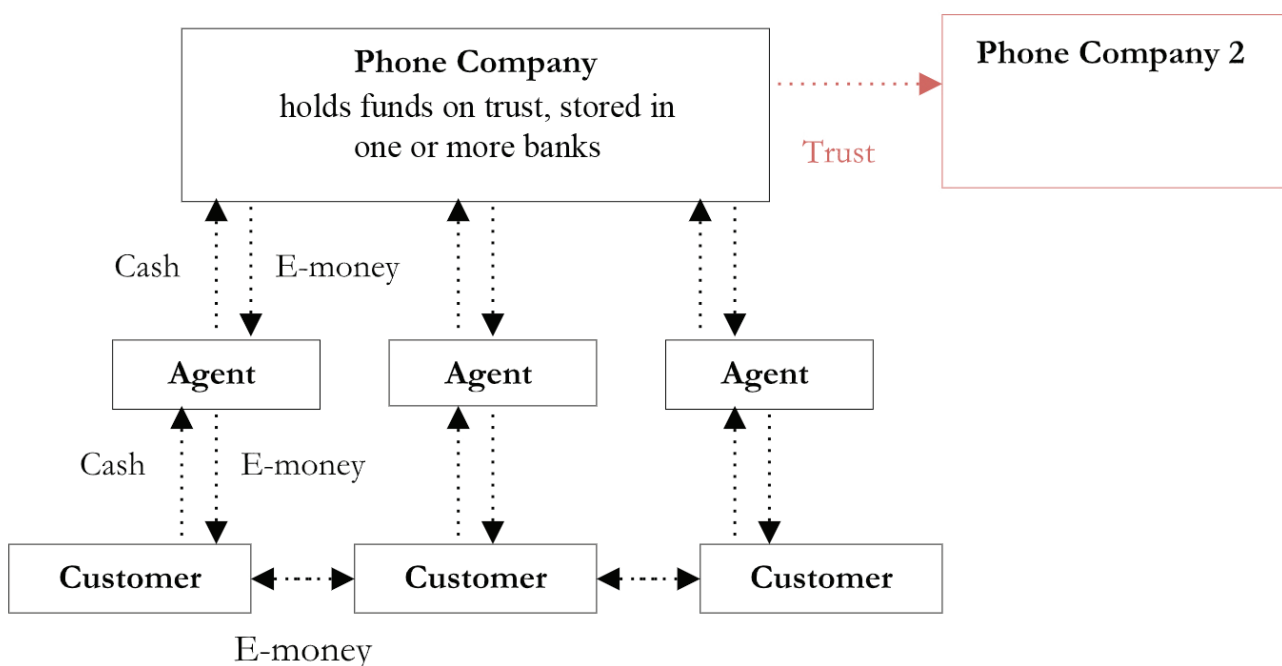 Phone Company
holds funds on trust, stored in
one or more banks
Phone Company 2
Trust
Cash
E-money
Agent
Agent
Agent
Cash
E-money
Customer
Customer
Customer
E-money